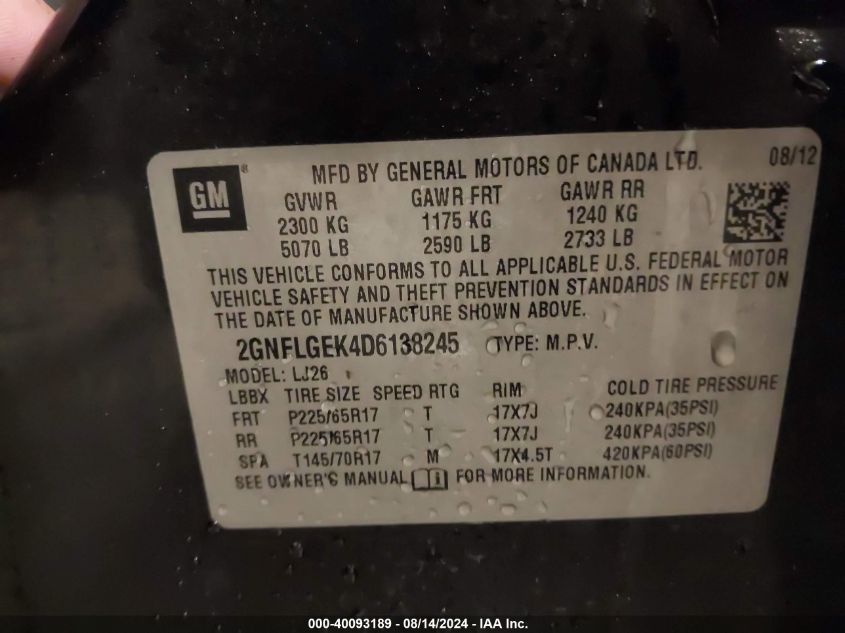 GM ®
MFD BY GENERAL MOTORS OF CANADA LTD. 08/12
GVWR GAWR FRT GAWR RR
2300 KG 1175 KG 1240 KG
5070 LB 2590 LB 2733 LB
THIS VEHICLE CONFORMS TO ALL APPLICABLE U.S. FEDERAL MOTOR
VEHICLE SAFETY AND THEFT PREVENTION STANDARDS IN EFFECT ON
THE DATE OF MANUFACTURE SHOWN ABOVE.
2GNFLGEK4D6138245 TYPE: M.P.V.
MODEL: LJ26
LBBX TIRE SIZE SPEED RTG RIM COLD TIRE PRESSURE
FRT P225/65R17 T 17X7J 240KPA(35PSI)
RR P225/65R17 T 17X7J 240KPA(35PSI)
SPA T145/70R17 M 17X4.5T 420KPA(60PSI)
SEE OWNER'S MANUAL i FOR MORE INFORMATION.
000-40093189 - 08/14/2024 - IAA Inc.